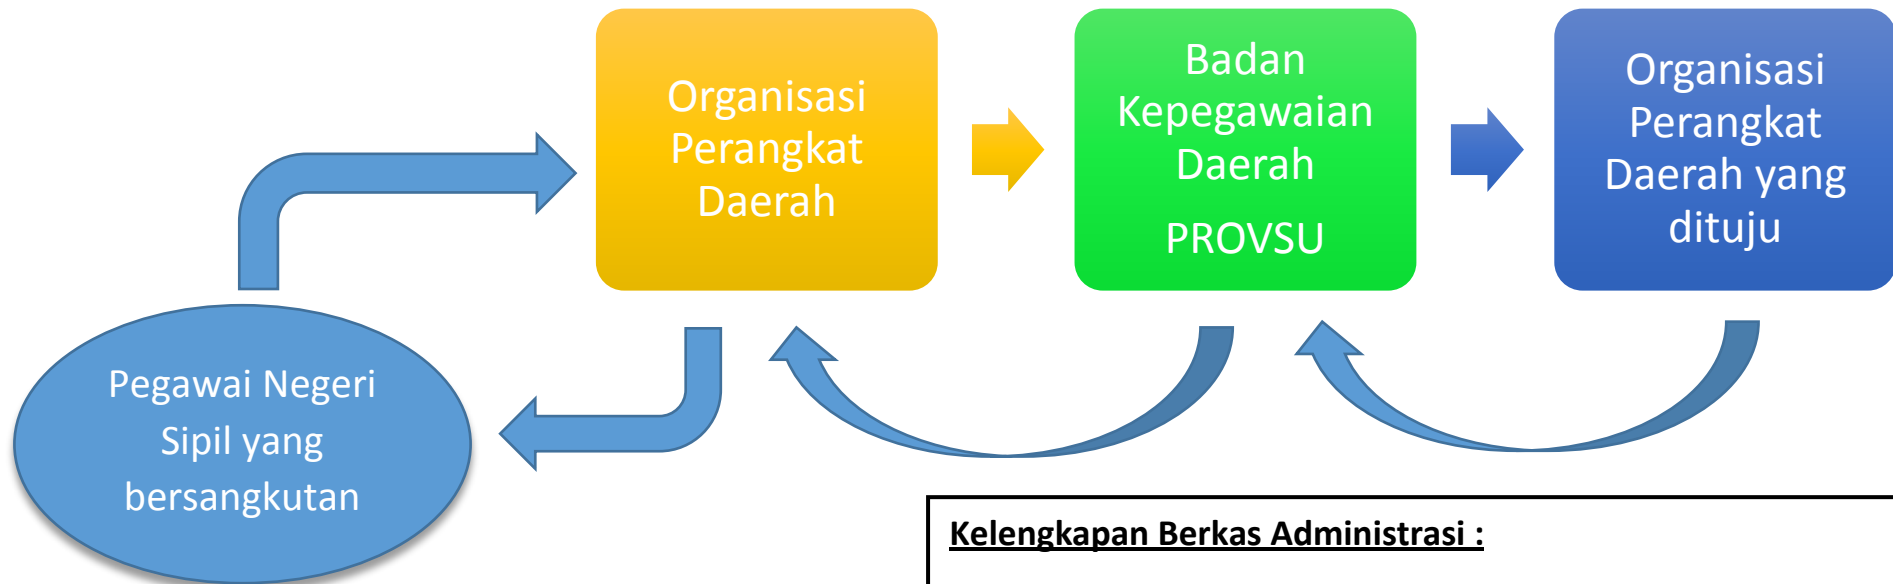 Organisasi
Perangkat
Daerah
Badan
Kepegawaian
Daerah
PROVSU
Organisasi
Perangkat
Daerah yang
dituju
Pegawai Negeri
Sipil yang
bersangkutan
Kelengkapan Berkas Administrasi :